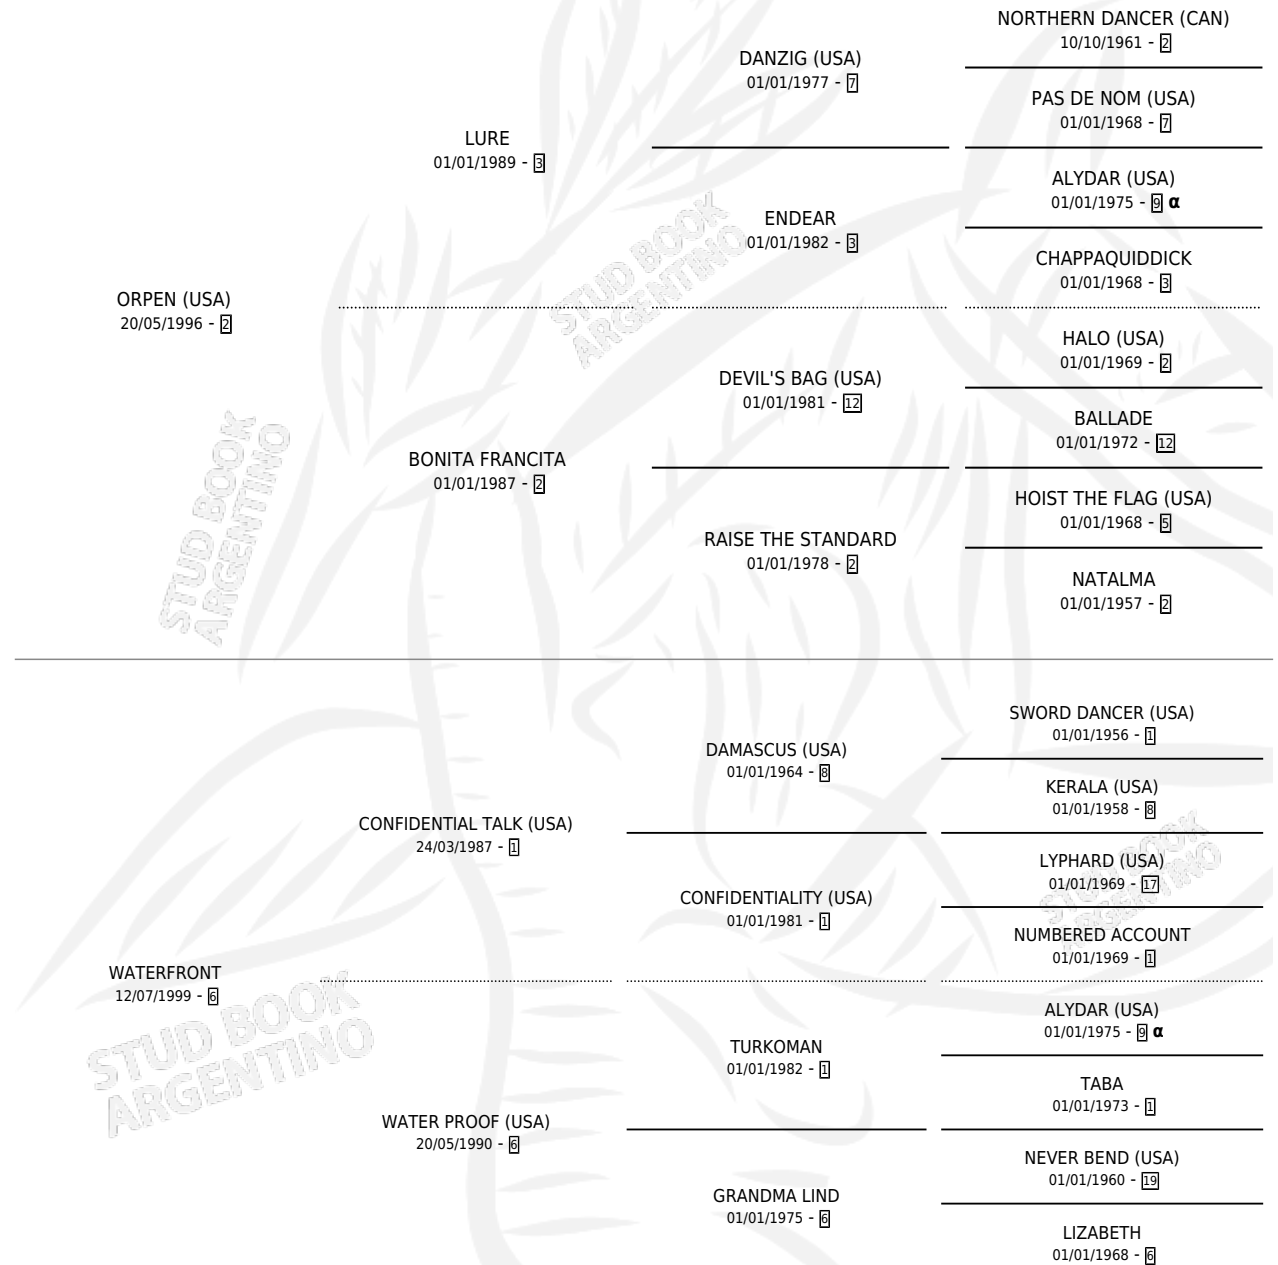 NORTHERN DANCER (CAN)
10/10/1961 - 2
DANZIG (USA)
01/01/1977 - 7
PAS DE NOM (USA)
01/01/1968 - 7
LURE
01/01/1989 - 3
ALYDAR (USA)
01/01/1975 - 9 α
ENDEAR
01/01/1982 - 3
CHAPPAQUIDDICK
01/01/1968 - 3
ORPEN (USA)
20/05/1996 - 2
HALO (USA)
01/01/1969 - 2
DEVIL'S BAG (USA)
01/01/1981 - 12
BALLADE
01/01/1972 - 12
BONITA FRANCITA
01/01/1987 - 2
HOIST THE FLAG (USA)
01/01/1968 - 5
RAISE THE STANDARD
01/01/1978 - 2
NATALMA
01/01/1957 - 2
STUD BOOK
ARGENTINO
STUD BOOK
ARGENTINO
SWORD DANCER (USA)
01/01/1956 - 1
DAMASCUS (USA)
01/01/1964 - 8
KERALA (USA)
01/01/1958 - 8
CONFIDENTIAL TALK (USA)
24/03/1987 - 1
LYPHARD (USA)
01/01/1969 - 17
CONFIDENTIALITY (USA)
01/01/1981 - 1
NUMBERED ACCOUNT
01/01/1969 - 1
WATERFRONT
12/07/1999 - 6
ALYDAR (USA)
01/01/1975 - 9 α
TURKOMAN
01/01/1982 - 1
TABA
01/01/1973 - 1
WATER PROOF (USA)
20/05/1990 - 6
NEVER BEND (USA)
01/01/1960 - 19
GRANDMA LIND
01/01/1975 - 6
LIZABETH
01/01/1968 - 6
STUD BOOK
ARGENTINO
STUD BOOK
ARGENTINO